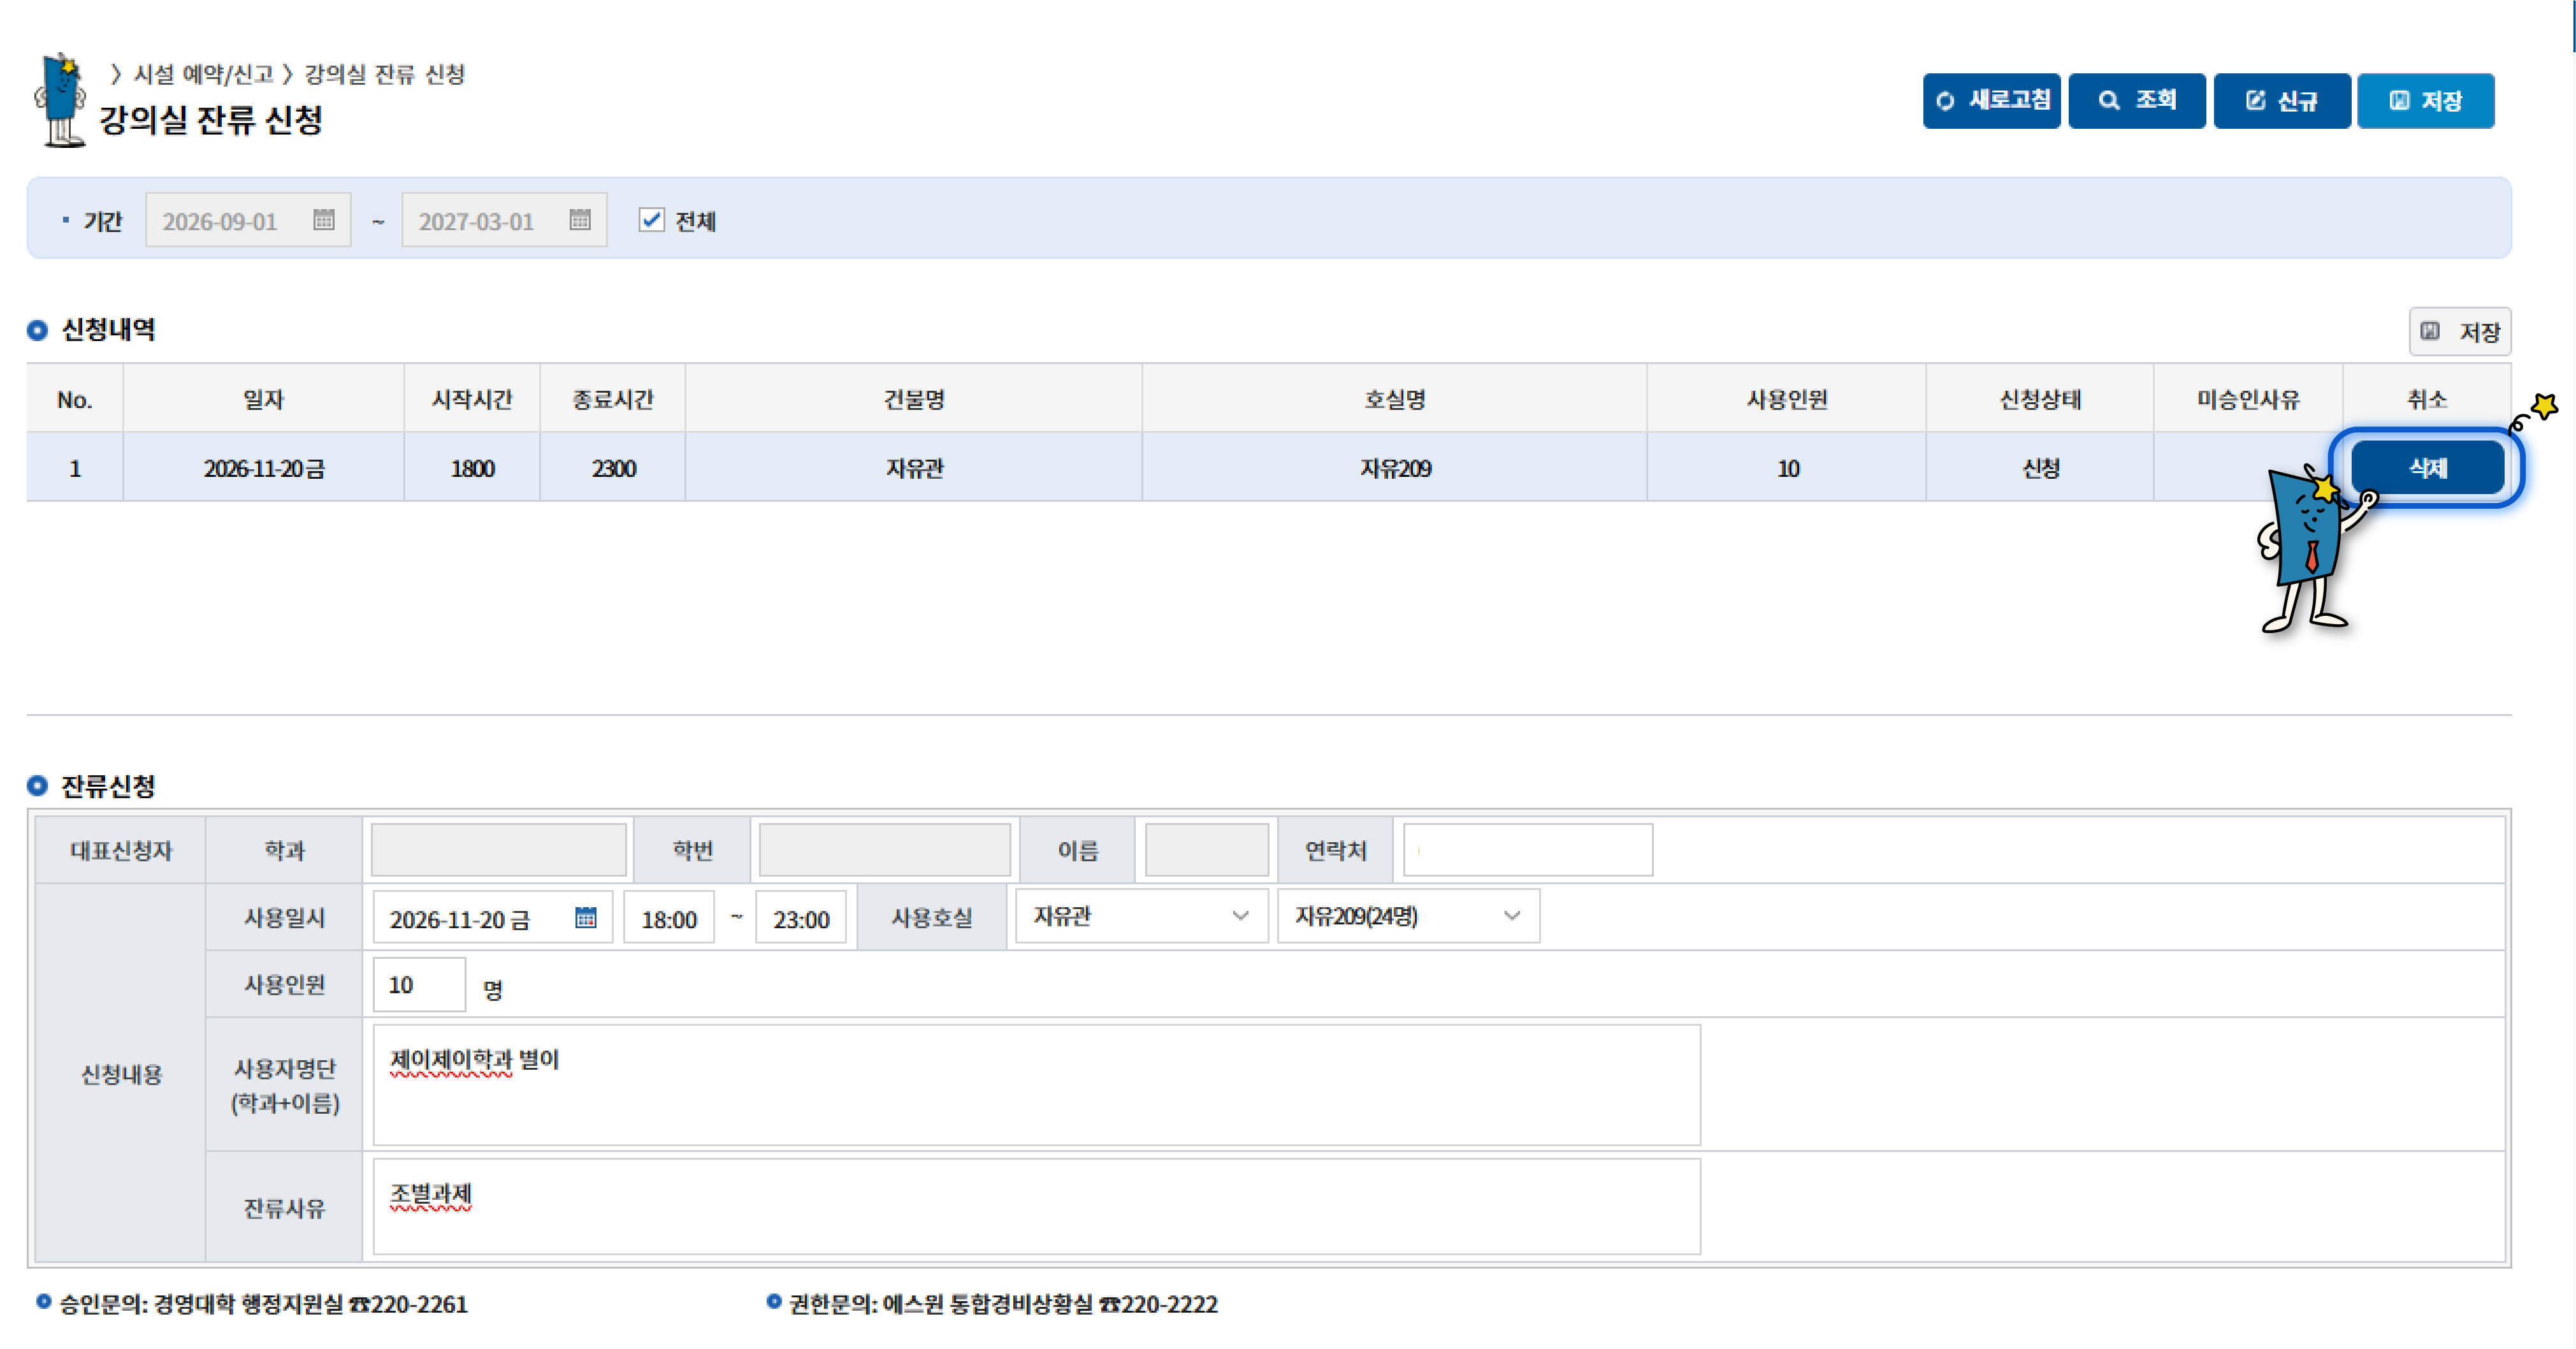 〉 시설 예약/신고 〉 강의실 잔류 신청
강의실 잔류 신청
새로고침 조회 신규 저장
기간 2026-09-01 ~ 2027-03-01 전체
신청내역
저장
No. 일자 시작시간 종료시간 건물명 호실명 사용인원 신청상태 미승인사유 취소
1 2026-11-20 금 1800 2300 자유관 자유209 10 신청 삭제
잔류신청
대표신청자 학과 학번 이름 연락처
사용일시 2026-11-20 금 18:00 ~ 23:00 사용호실 자유관 자유209(24명)
사용인원 10 명
신청내용
사용자명단
(학과+이름)
제이제이학과 별이
잔류사유 조별과제
승인문의: 경영대학 행정지원실 ☎220-2261
권한문의: 에스원 통합경비상황실 ☎220-2222